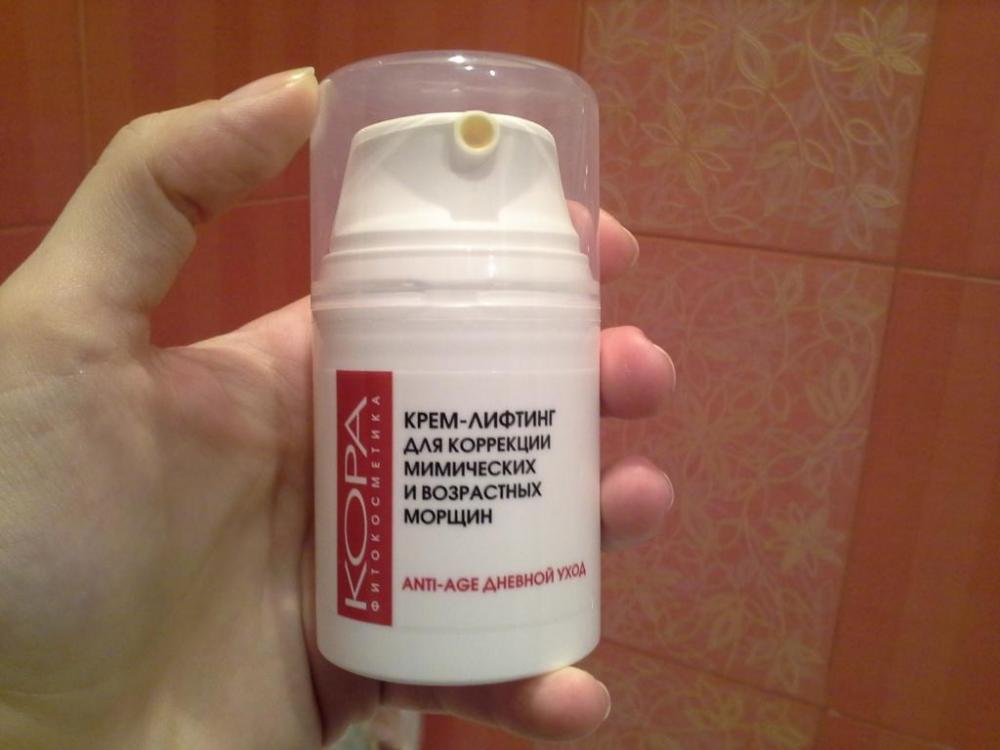 КОРА
ФИТОКОСМЕТИКА
КРЕМ-ЛИФТИНГ
ДЛЯ КОРРЕКЦИИ
МИМИЧЕСКИХ
И ВОЗРАСТНЫХ
МОРЩИН
ANTI-AGE ДНЕВНОЙ УХОД